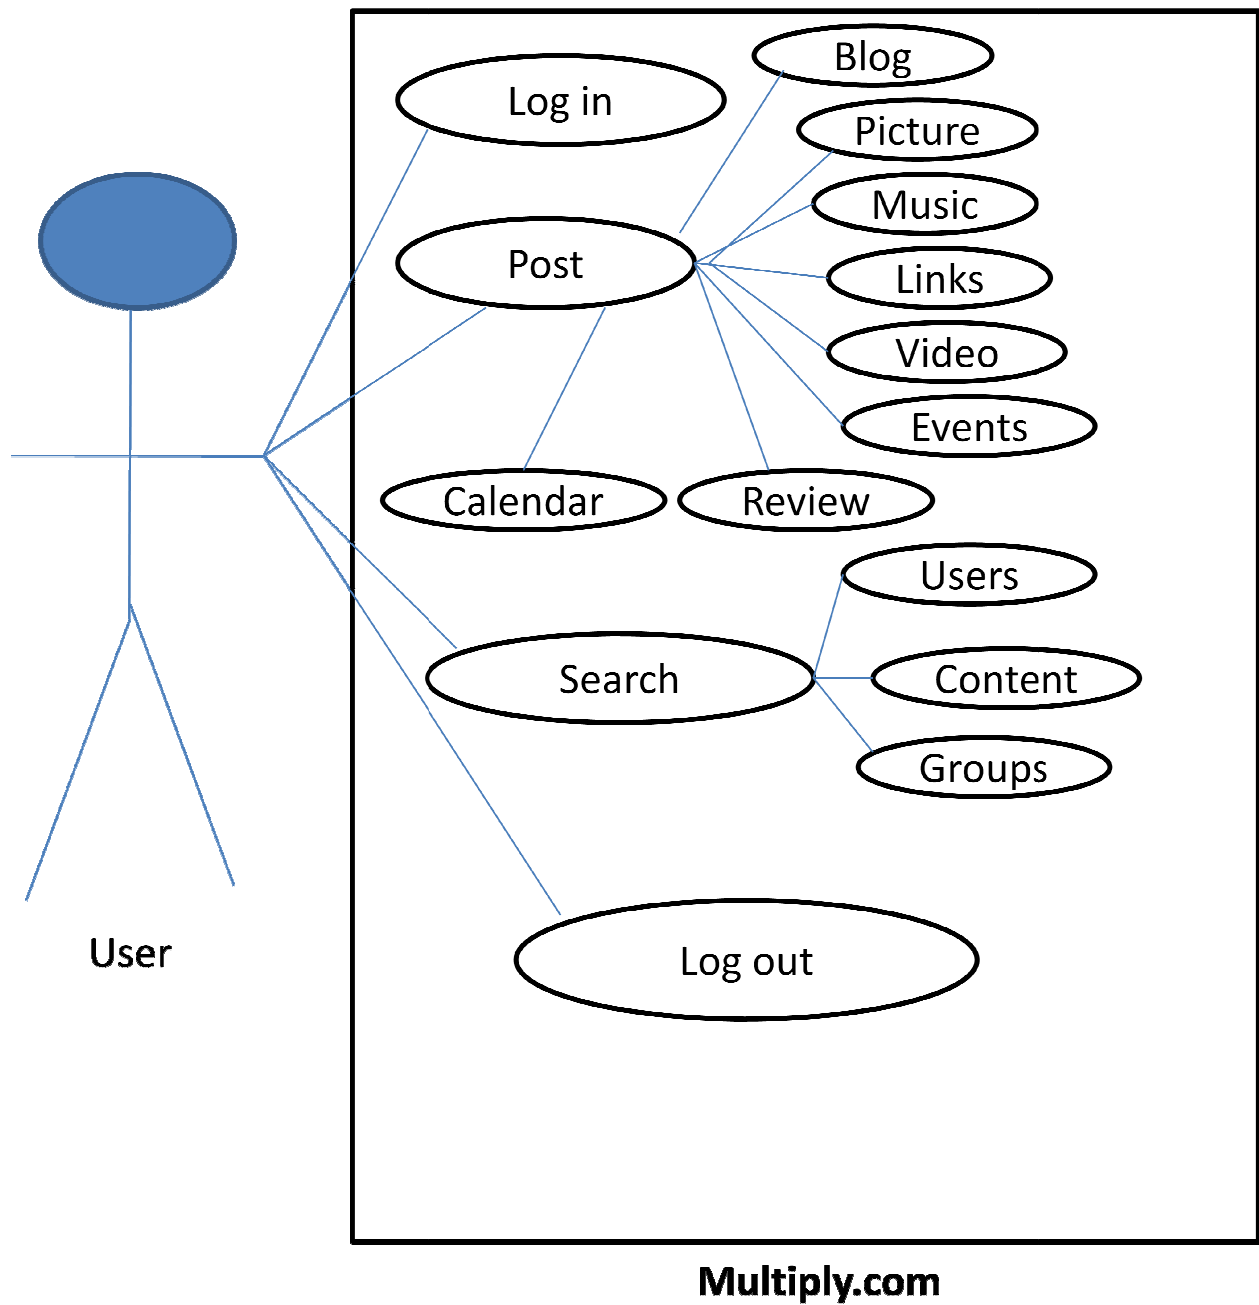 Blog
Log in
Picture
Music
Post
Links
Video
Events
Calendar
Review
Users
Search
Content
Groups
User
Log out
Multiply.com